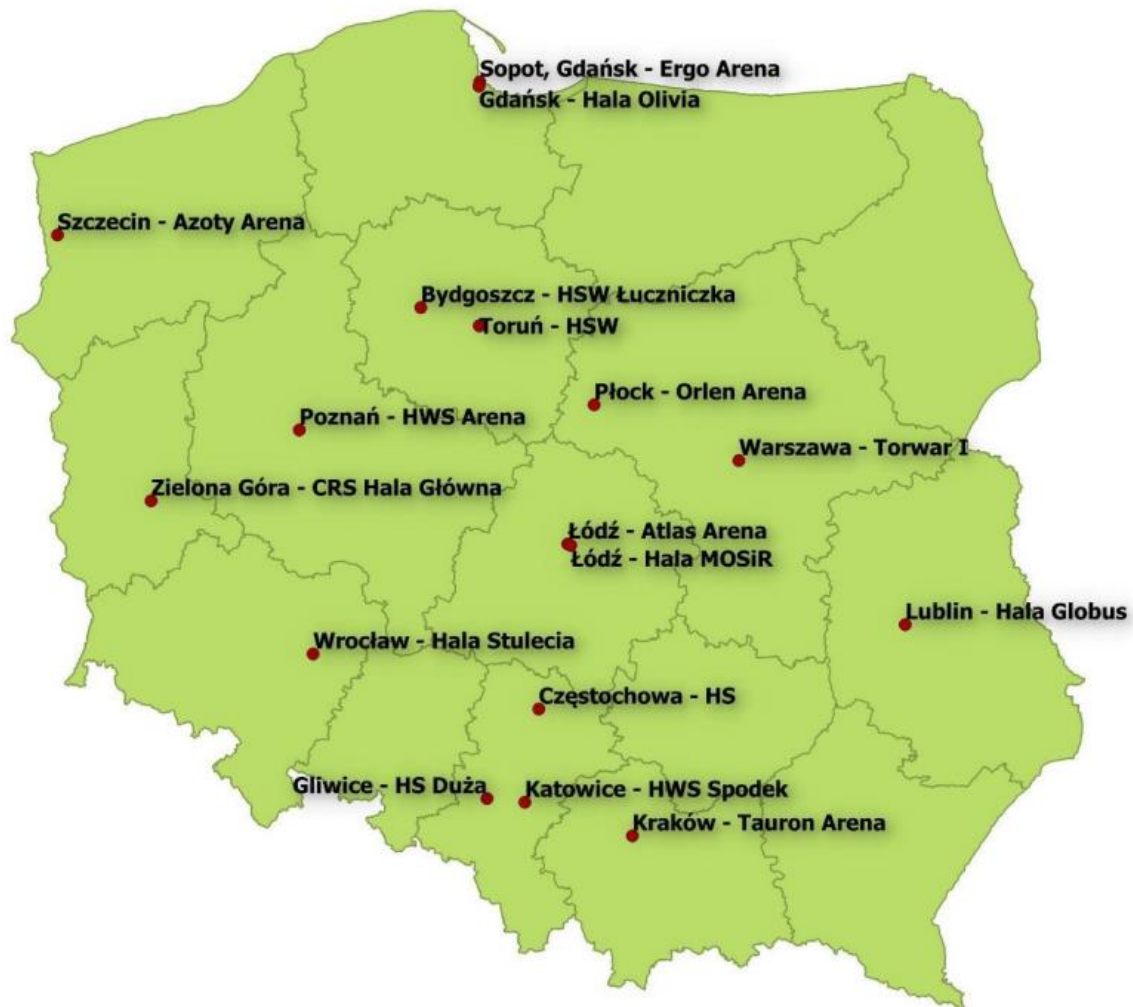 Sopot, Gdańsk - Ergo Arena
Gdańsk - Hala Olivia
Szczecin - Azoty Arena
Bydgoszcz - HSW Łuczniczka
Toruń - HSW
Płock - Orlen Arena
Poznań - HWS Arena
Warszawa - Torwar I
Zielona Góra - CRS Hala Główna
Łódź - Atlas Arena
Łódź - Hala MOSiR
Lublin - Hala Globus
Wrocław - Hala Stulecia
Częstochowa - HS
Gliwice - HS Duża
Katowice - HWS Spodek
Kraków - Tauron Arena